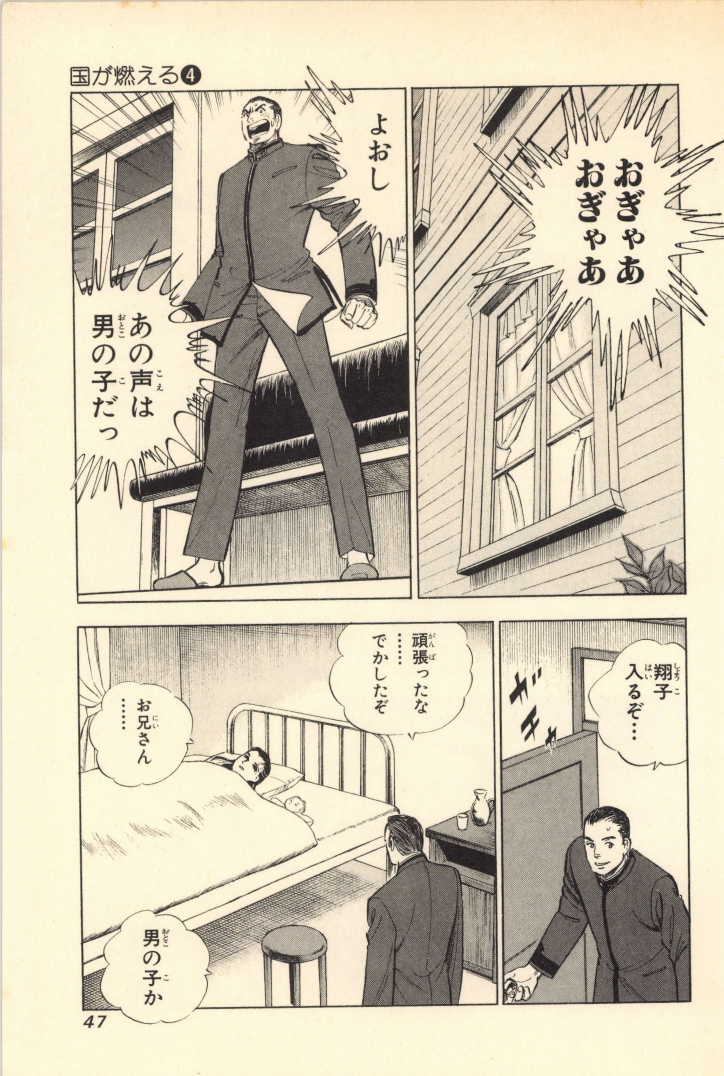 国が燃える❹
おぎゃあ
おぎゃあ
よおし
あの声は
男の子だっ
翔子
入るぞ…
ガチャ
頑張ったな
……
でかしたぞ
お兄さん
……
男の子か
47